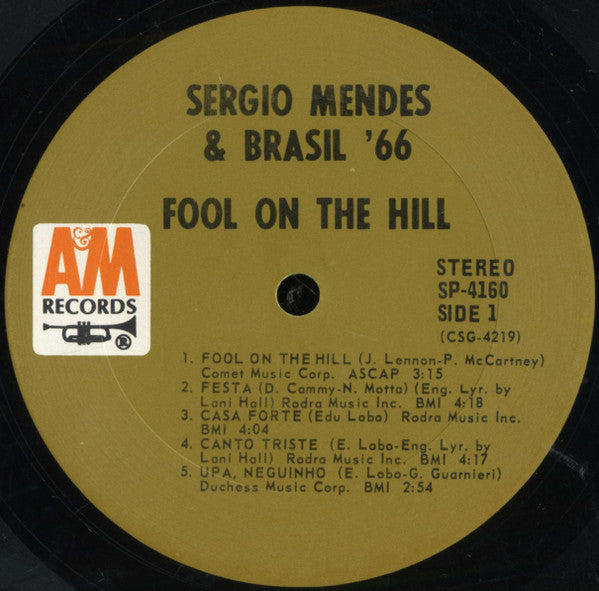 SERGIO MENDES
& BRASIL '66
FOOL ON THE HILL
A&M
RECORDS
®
STEREO
SP-4160
SIDE 1
(CSG-4219)
1. FOOL ON THE HILL (J. Lennon-P. McCartney)
Comet Music Corp. ASCAP 3:15
2. FESTA (D. Cammy-N. Motta) (Eng. Lyr. by
Lani Hall) Rodra Music Inc. BMI 4:18
3. CASA FORTE (Edu Lobo) Rodra Music Inc.
BMI 4:04
4. CANTO TRISTE (E. Lobo-Eng. Lyr. by
Lani Hall) Rodra Music Inc. BMI 4:17
5. UPA, NEGUINHO (E. Lobo-G. Guarnieri)
Duchess Music Corp. BMI 2:54